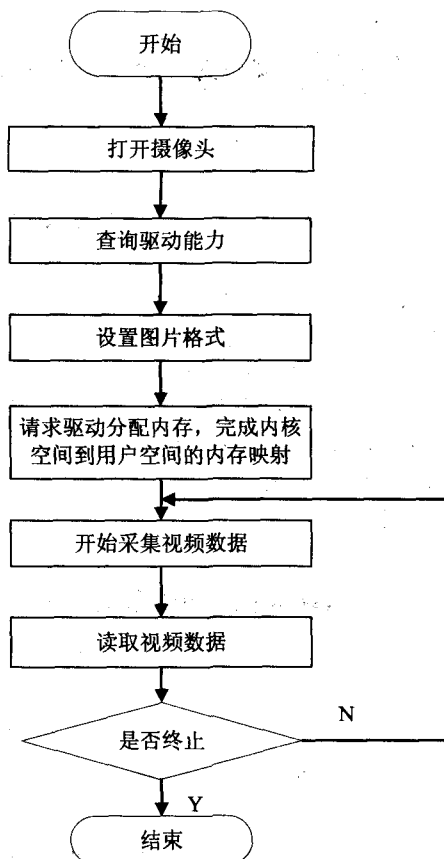 开始
打开摄像头
查询驱动能力
设置图片格式
请求驱动分配内存，完成内核
空间到用户空间的内存映射
开始采集视频数据
读取视频数据
是否终止
N
Y
结束